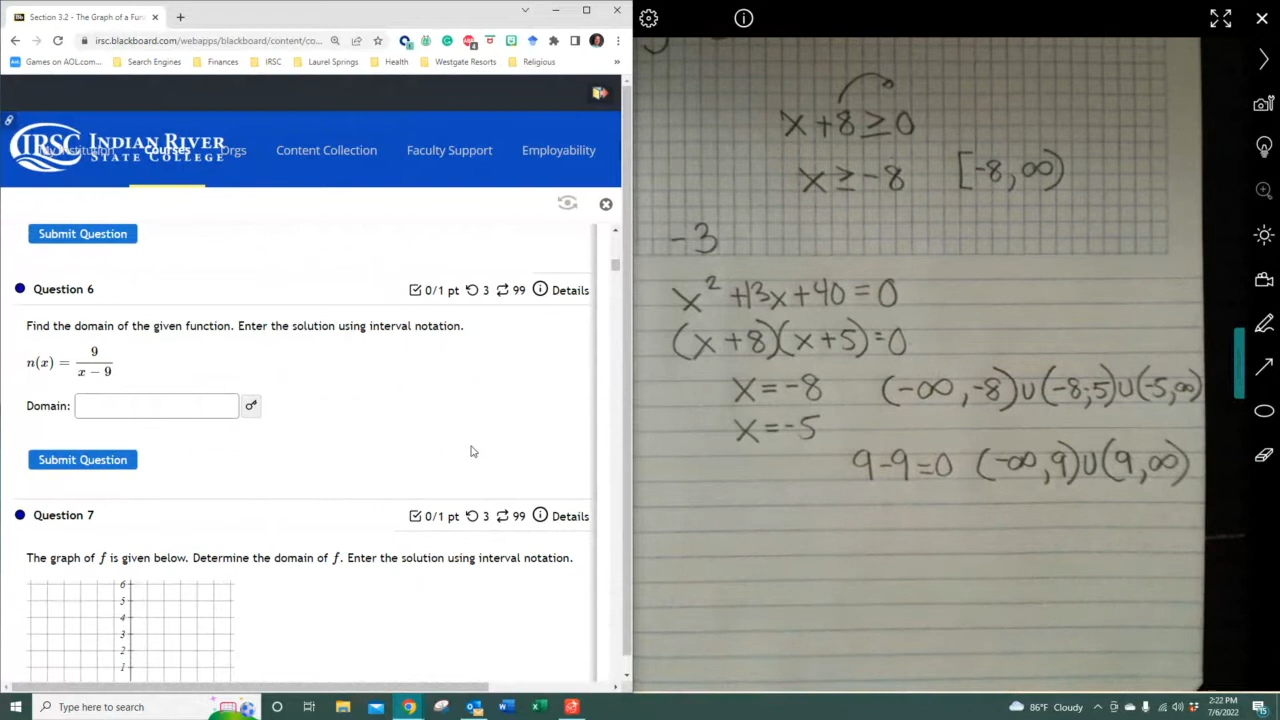 Section 3.2 - The Graph of a Fun
irsc.blackboard.com/webapps/blackboard/content/co...
Games on AOL.com...
Search Engines
Finances
IRSC
Laurel Springs
Health
Westgate Resorts
Religious
IRSC INDIAN RIVER
STATE COLLEGE
My Institution
Courses
Orgs
Content Collection
Faculty Support
Employability
Submit Question
Question 6
0/1 pt 3 99 Details
Find the domain of the given function. Enter the solution using interval notation.
n(x) = 9 / (x − 9)
Domain:
Submit Question
Question 7
0/1 pt 3 99 Details
The graph of f is given below. Determine the domain of f. Enter the solution using interval notation.
6
5
4
3
2
1
x+8≥0
x≥-8 [-8,∞)
-3
x²+13x+40=0
(x+8)(x+5)=0
x=-8 (-∞,-8)∪(-8,-5)∪(-5,∞)
x=-5
9-9=0 (-∞,9)∪(9,∞)
Type here to search
86°F Cloudy
2:22 PM
7/6/2022